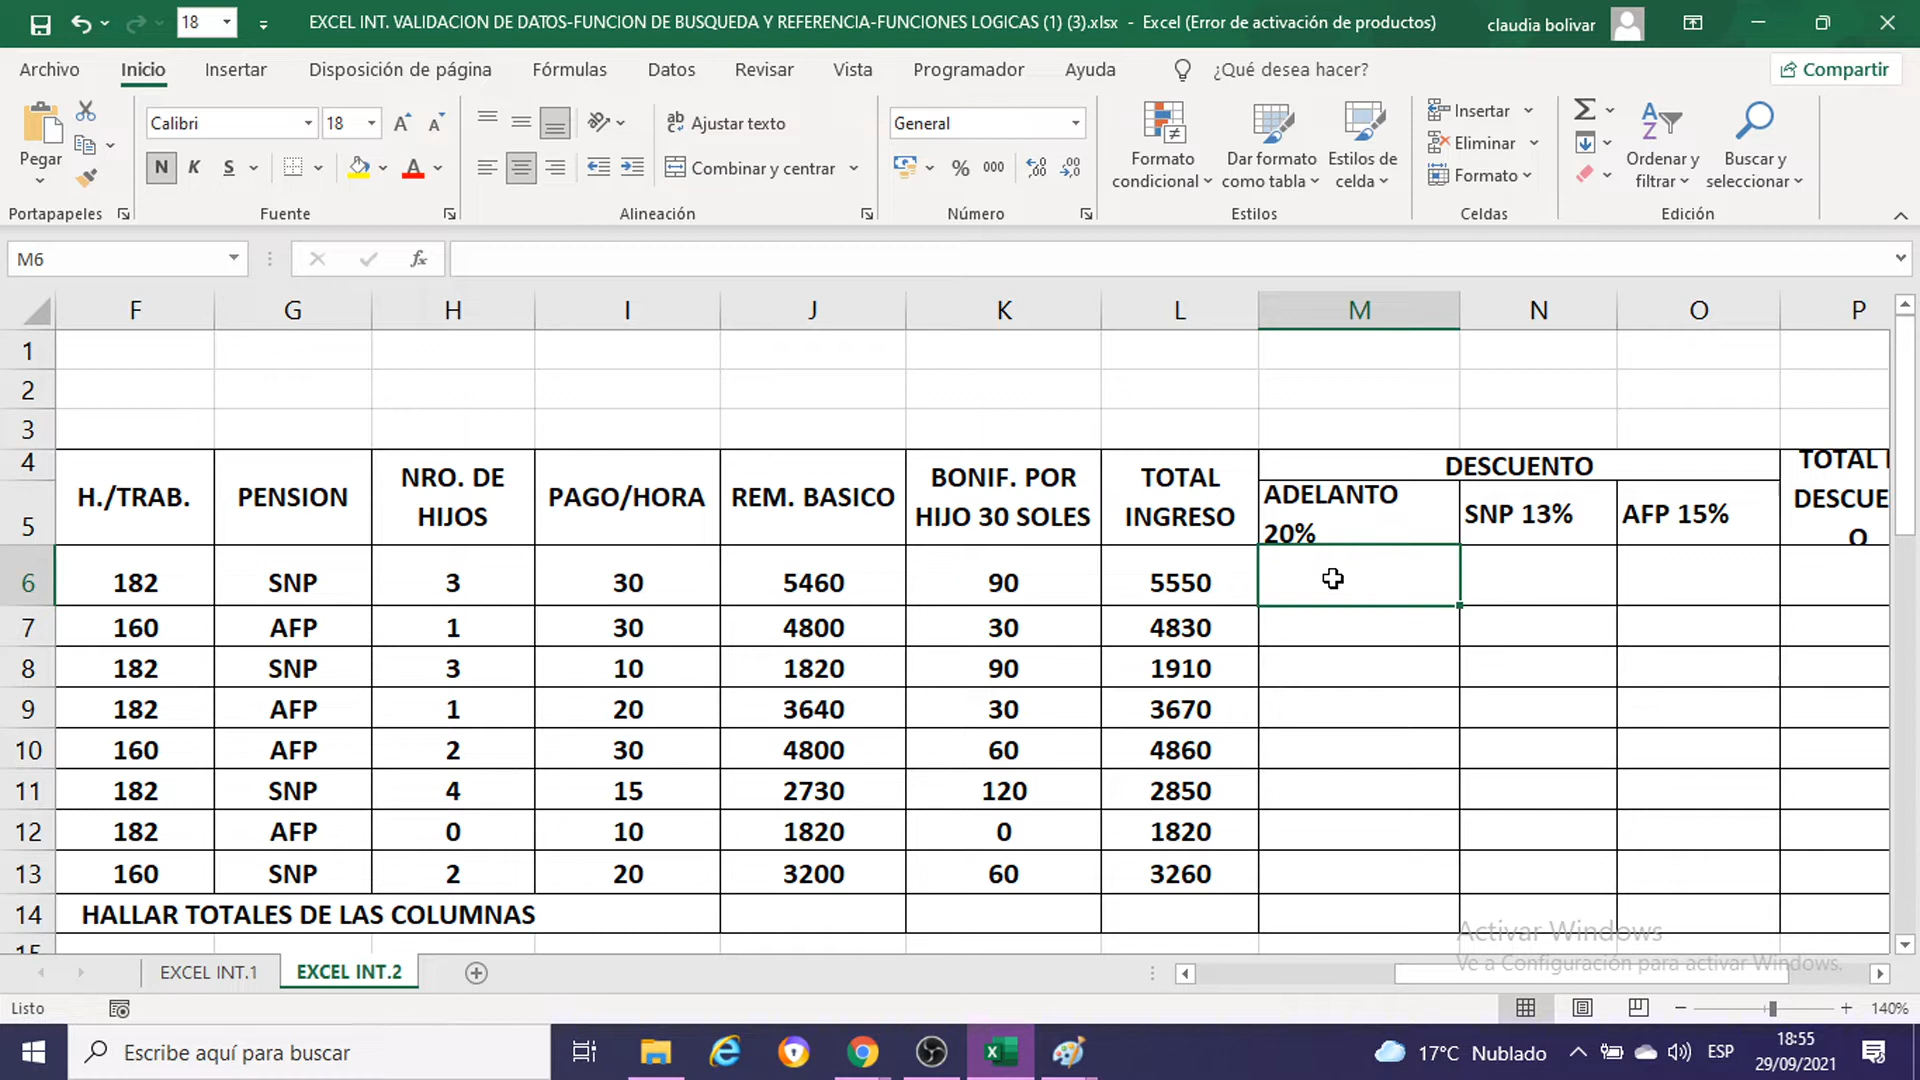 18
EXCEL INT. VALIDACION DE DATOS-FUNCION DE BUSQUEDA Y REFERENCIA-FUNCIONES LOGICAS (1) (3).xlsx - Excel (Error de activación de productos)
claudia bolivar
Archivo Inicio Insertar Disposición de página Fórmulas Datos Revisar Vista Programador Ayuda ¿Qué desea hacer? Compartir
Pegar
Portapapeles
Calibri 18
N K S
Fuente
Ajustar texto
Combinar y centrar
Alineación
General
% 000
Número
Formato condicional
Dar formato como tabla
Estilos de celda
Estilos
Insertar
Eliminar
Formato
Celdas
Ordenar y filtrar
Buscar y seleccionar
Edición
M6 fx
F G H I J K L M N O P
1
2
3
4
5
H./TRAB. PENSION NRO. DE HIJOS PAGO/HORA REM. BASICO BONIF. POR HIJO 30 SOLES TOTAL INGRESO DESCUENTO
ADELANTO 20% SNP 13% AFP 15%
TOTAL
DESCUE
O
6 182 SNP 3 30 5460 90 5550
7 160 AFP 1 30 4800 30 4830
8 182 SNP 3 10 1820 90 1910
9 182 AFP 1 20 3640 30 3670
10 160 AFP 2 30 4800 60 4860
11 182 SNP 4 15 2730 120 2850
12 182 AFP 0 10 1820 0 1820
13 160 SNP 2 20 3200 60 3260
14 HALLAR TOTALES DE LAS COLUMNAS
15
Activar Windows
Ve a Configuración para activar Windows.
EXCEL INT.1 EXCEL INT.2
Listo 140%
Escribe aquí para buscar
17°C Nublado ESP 18:55
29/09/2021